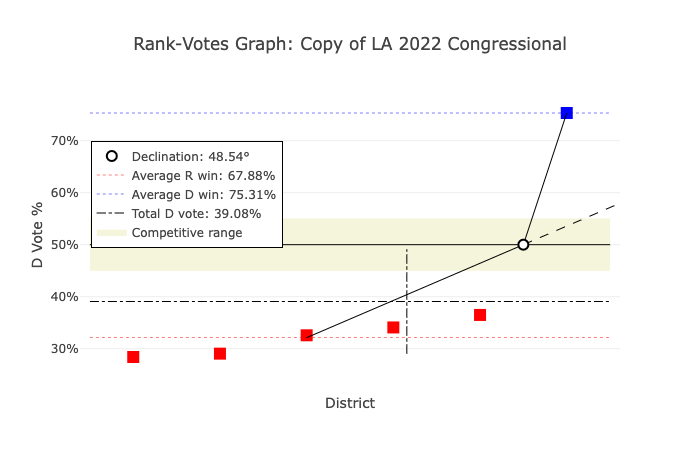 Rank-Votes Graph: Copy of LA 2022 Congressional
70%
60%
50%
40%
30%
D Vote %
Declination: 48.54°
Average R win: 67.88%
Average D win: 75.31%
Total D vote: 39.08%
Competitive range
District